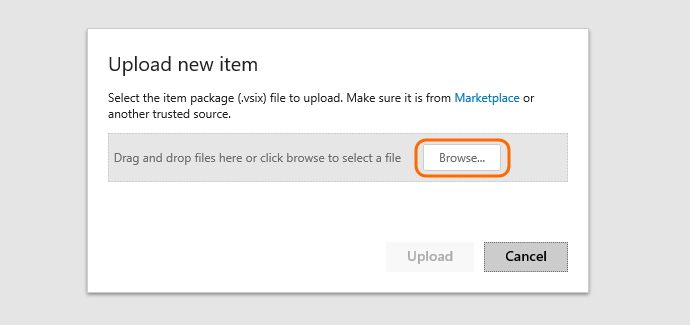 Upload new item
Select the item package (.vsix) file to upload. Make sure it is from Marketplace or
another trusted source.
Drag and drop files here or click browse to select a file Browse...
Upload Cancel